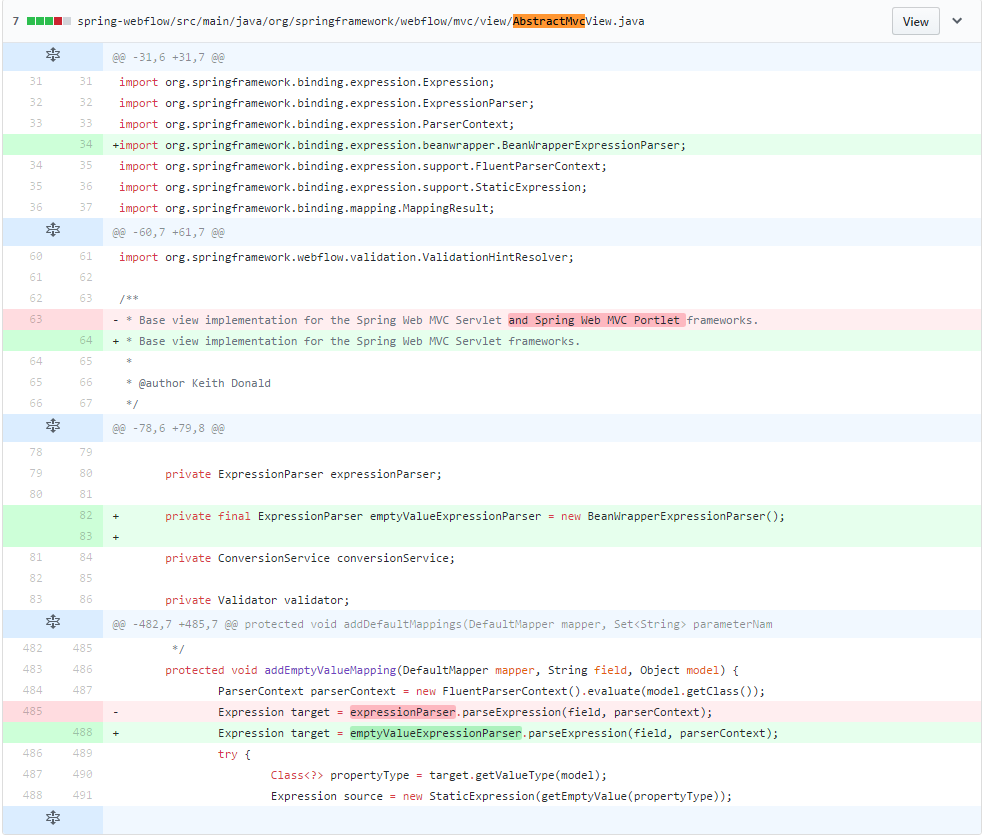 7 spring-webflow/src/main/java/org/springframework/webflow/mvc/view/AbstractMvcView.java View
@@ -31,6 +31,7 @@
31 31 import org.springframework.binding.expression.Expression;
32 32 import org.springframework.binding.expression.ExpressionParser;
33 33 import org.springframework.binding.expression.ParserContext;
34 +import org.springframework.binding.expression.beanwrapper.BeanWrapperExpressionParser;
34 35 import org.springframework.binding.expression.support.FluentParserContext;
35 36 import org.springframework.binding.expression.support.StaticExpression;
36 37 import org.springframework.binding.mapping.MappingResult;
@@ -60,7 +61,7 @@
60 61 import org.springframework.webflow.validation.ValidationHintResolver;
61 62
62 63 /**
63 - * Base view implementation for the Spring Web MVC Servlet and Spring Web MVC Portlet frameworks.
64 + * Base view implementation for the Spring Web MVC Servlet frameworks.
64 65 *
65 66 * @author Keith Donald
66 67 */
@@ -78,6 +79,8 @@
78 79
79 80 private ExpressionParser expressionParser;
80 81
82 + private final ExpressionParser emptyValueExpressionParser = new BeanWrapperExpressionParser();
83 +
81 84 private ConversionService conversionService;
82 85
83 86 private Validator validator;
@@ -482,7 +485,7 @@ protected void addDefaultMappings(DefaultMapper mapper, Set<String> parameterNam
482 485 */
483 486 protected void addEmptyValueMapping(DefaultMapper mapper, String field, Object model) {
484 487 ParserContext parserContext = new FluentParserContext().evaluate(model.getClass());
485 - Expression target = expressionParser.parseExpression(field, parserContext);
488 + Expression target = emptyValueExpressionParser.parseExpression(field, parserContext);
486 489 try {
487 490 Class<?> propertyType = target.getValueType(model);
488 491 Expression source = new StaticExpression(getEmptyValue(propertyType));